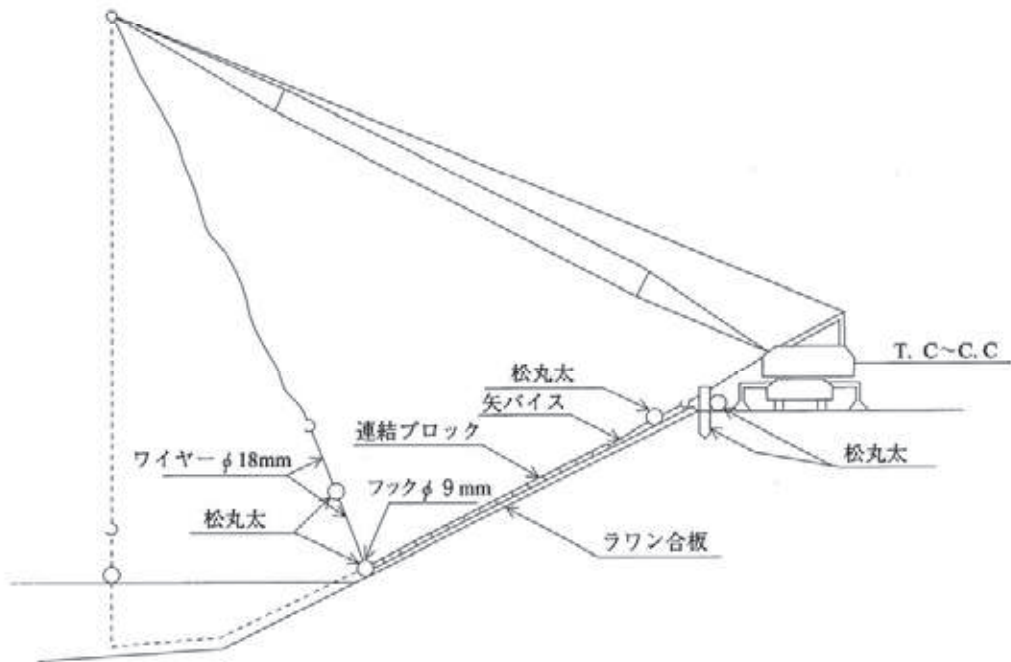 T. C～C. C
松丸太
矢バイス
連結ブロック
松丸太
ワイヤーφ18mm
フックφ9mm
松丸太
ラワン合板